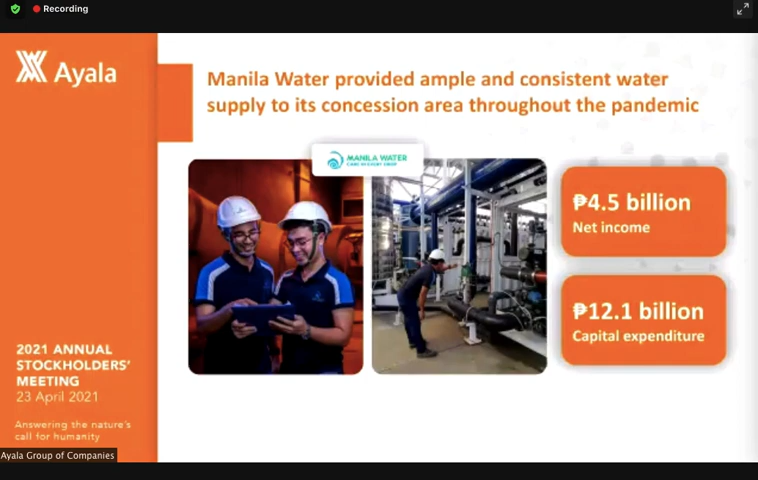 Recording
Ayala
Manila Water provided ample and consistent water
supply to its concession area throughout the pandemic
MANILA WATER
₱4.5 billion
Net income
₱12.1 billion
Capital expenditure
2021 ANNUAL
STOCKHOLDERS'
MEETING
23 April 2021
Answering the nature's
call for humanity
Ayala Group of Companies